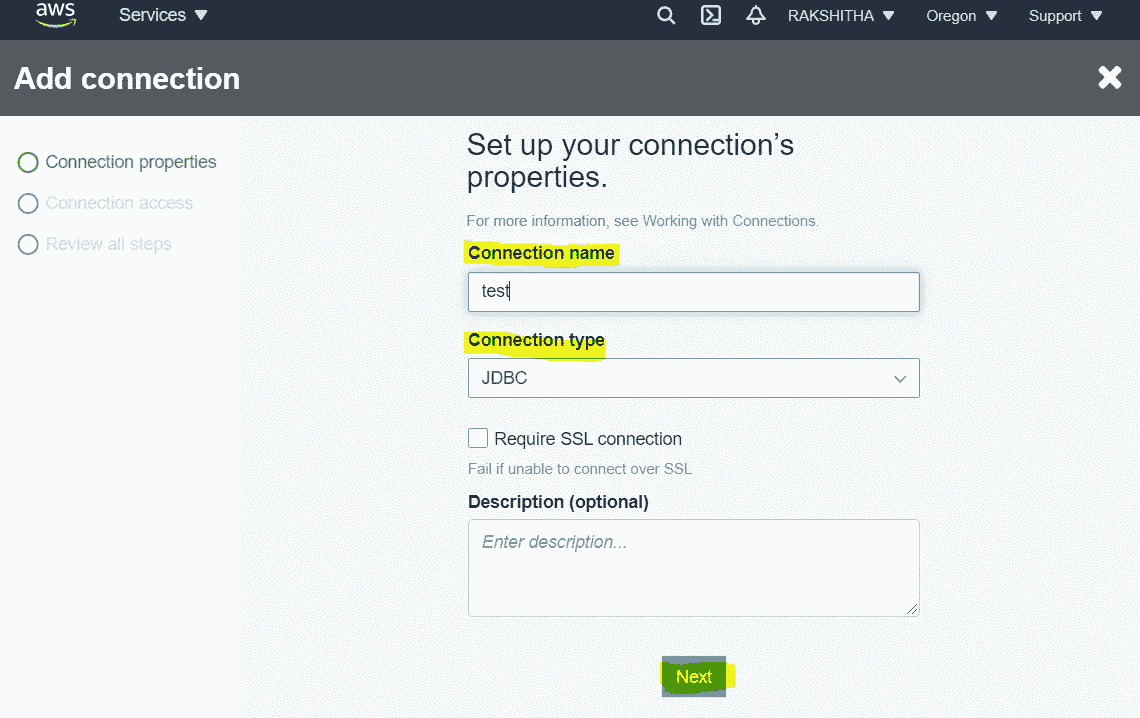 aws
Services
RAKSHITHA
Oregon
Support
Add connection
Connection properties
Connection access
Review all steps
Set up your connection’s
properties.
For more information, see Working with Connections.
Connection name
test
Connection type
JDBC
Require SSL connection
Fail if unable to connect over SSL
Description (optional)
Enter description...
Next